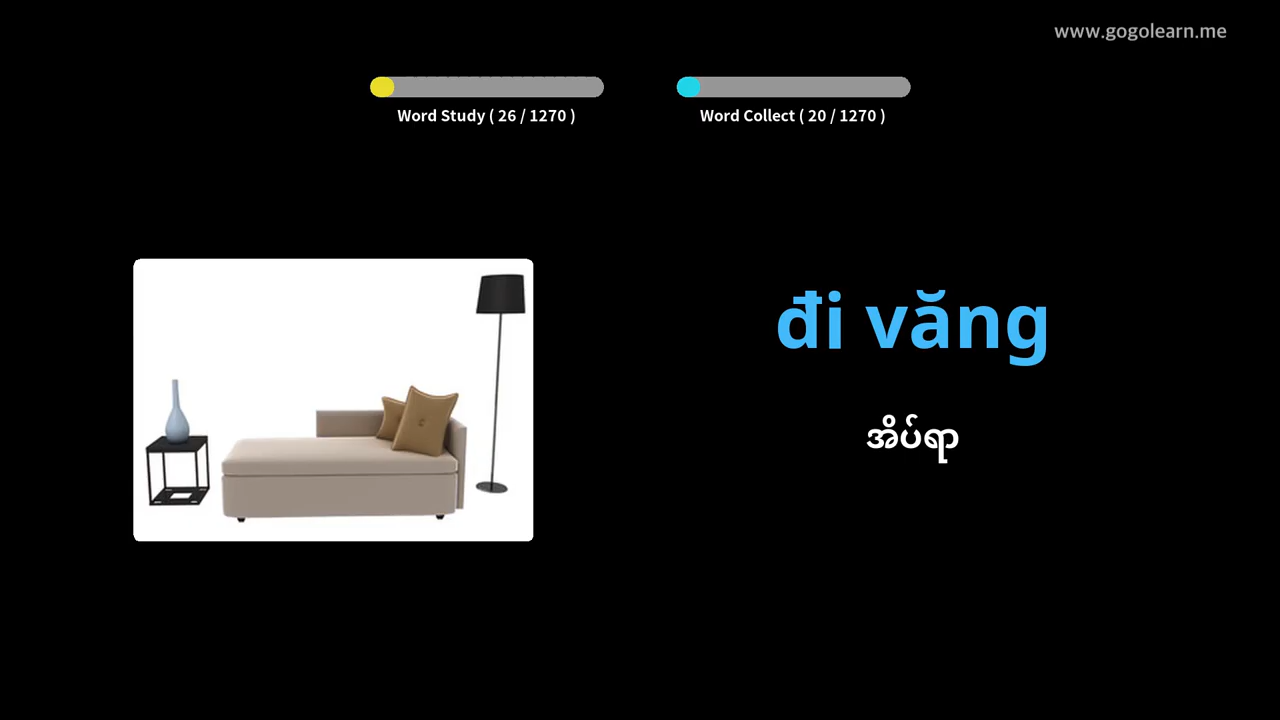 www.gogolearn.me
Word Study ( 26 / 1270 )
Word Collect ( 20 / 1270 )
đi văng
အိပ်ရာ